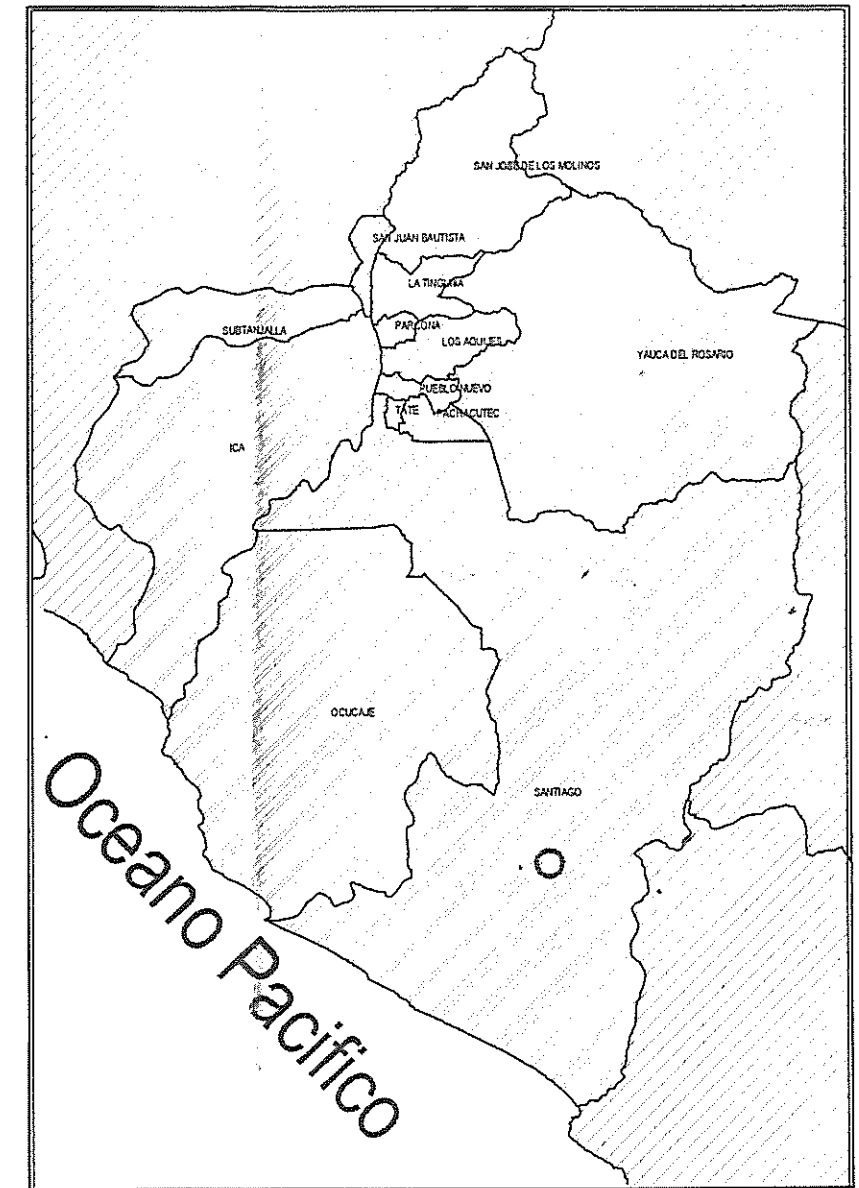 SAN JOSE DE LOS MOLINOS
SAN JUAN BAUTISTA
LA TINGUIÑA
SUBTANJALLA
PARCONA
LOS AQUIJES
YAUCA DEL ROSARIO
PUEBLO NUEVO
TATE
PACHACUTEC
ICA
OCUCAJE
SANTIAGO
Oceano Pacifico